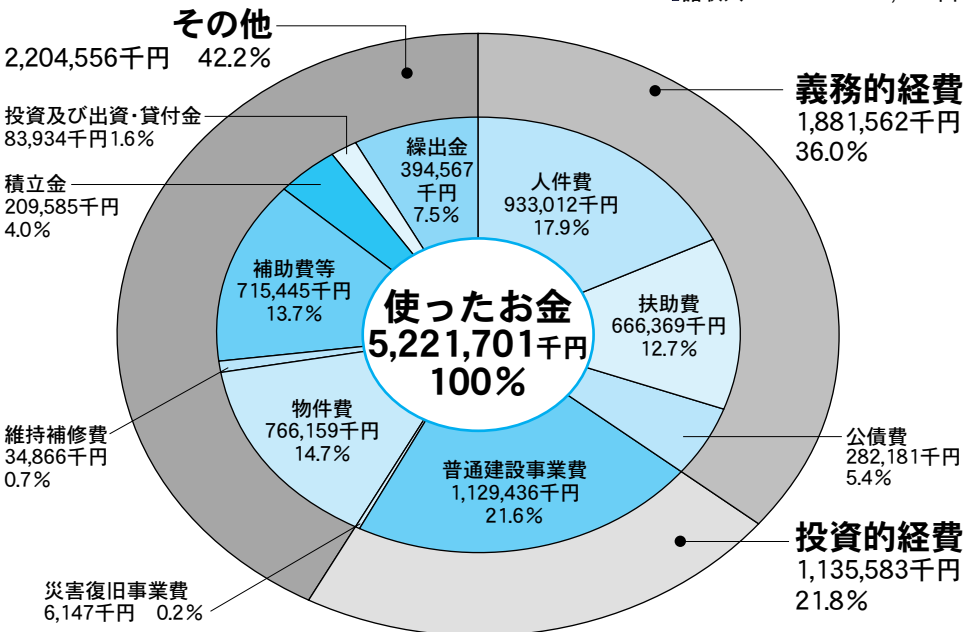 その他
2,204,556千円 42.2%
投資及び出資・貸付金
83,934千円1.6%
積立金
209,585千円
4.0%
義務的経費
1,881,562千円
36.0%
繰出金
394,567
千円
7.5%
人件費
933,012千円
17.9%
補助費等
715,445千円
13.7%
扶助費
666,369千円
12.7%
使ったお金
5,221,701千円
100%
物件費
766,159千円
14.7%
維持補修費
34,866千円
0.7%
公債費
282,181千円
5.4%
普通建設事業費
1,129,436千円
21.6%
投資的経費
1,135,583千円
21.8%
災害復旧事業費
6,147千円 0.2%